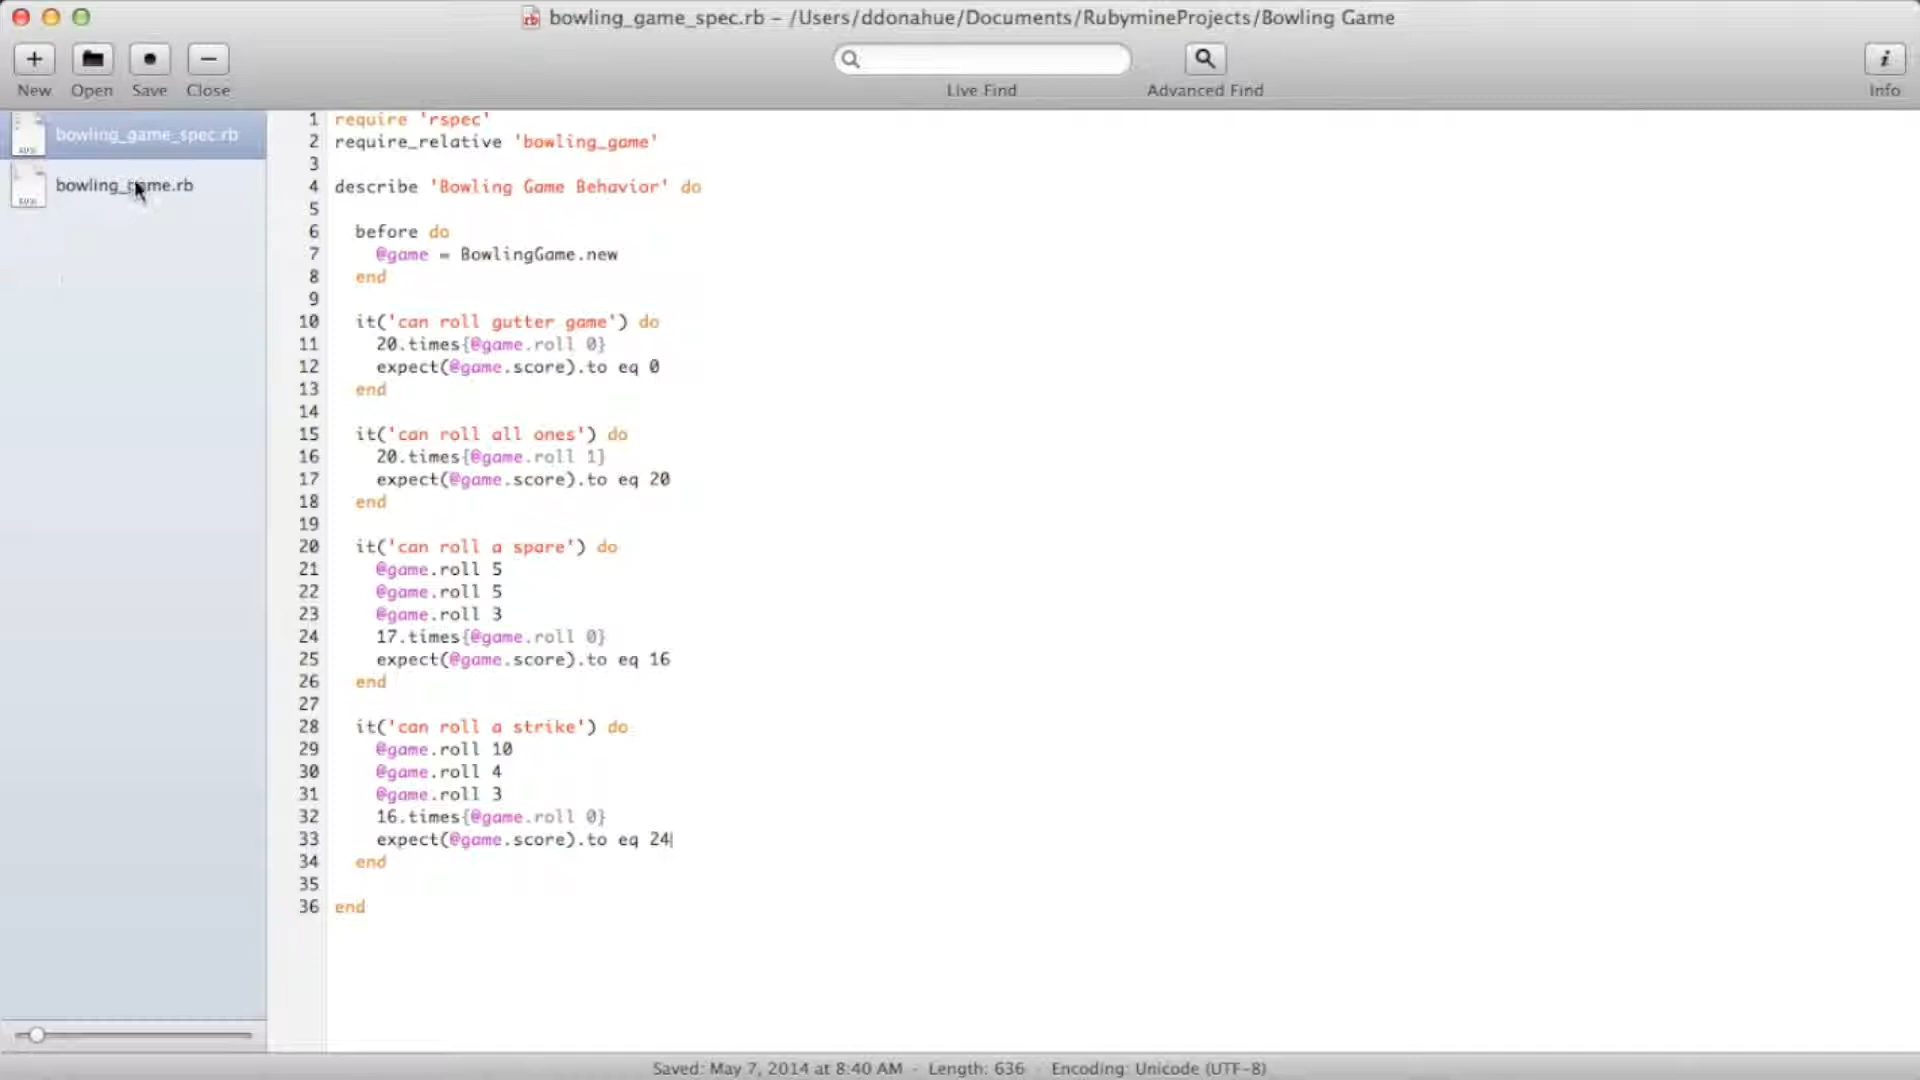 bowling_game_spec.rb – /Users/ddonahue/Documents/RubymineProjects/Bowling Game
New Open Save Close
Live Find
Advanced Find
Info
bowling_game_spec.rb
bowling_game.rb
1 require 'rspec'
2 require_relative 'bowling_game'
3
4 describe 'Bowling Game Behavior' do
5
6 before do
7 @game = BowlingGame.new
8 end
9
10 it('can roll gutter game') do
11 20.times{@game.roll 0}
12 expect(@game.score).to eq 0
13 end
14
15 it('can roll all ones') do
16 20.times{@game.roll 1}
17 expect(@game.score).to eq 20
18 end
19
20 it('can roll a spare') do
21 @game.roll 5
22 @game.roll 5
23 @game.roll 3
24 17.times{@game.roll 0}
25 expect(@game.score).to eq 16
26 end
27
28 it('can roll a strike') do
29 @game.roll 10
30 @game.roll 4
31 @game.roll 3
32 16.times{@game.roll 0}
33 expect(@game.score).to eq 24
34 end
35
36 end
Saved: May 7, 2014 at 8:40 AM - Length: 636 - Encoding: Unicode (UTF-8)